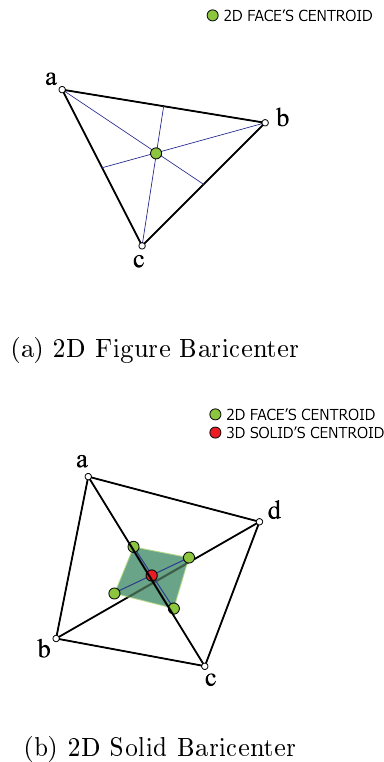 2D FACE'S CENTROID
a
b
c
(a) 2D Figure Baricenter
2D FACE'S CENTROID
3D SOLID'S CENTROID
a
d
b
c
(b) 2D Solid Baricenter